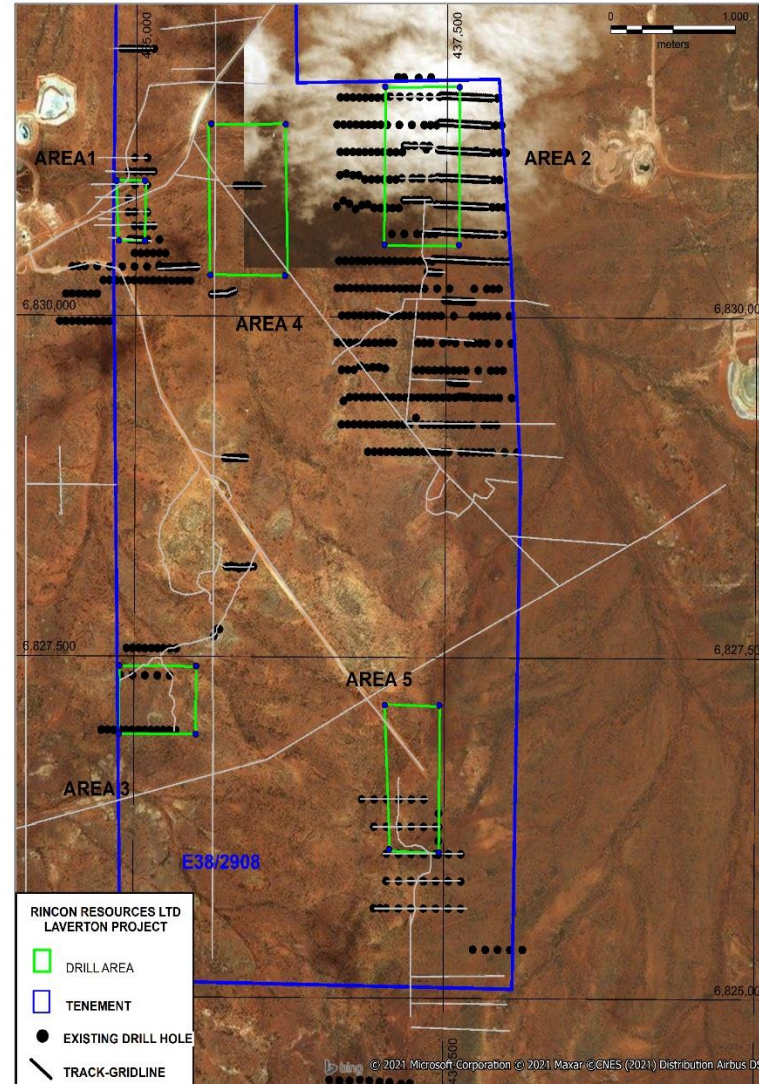 435,000
437,500
0 1,000
meters
AREA1
AREA 2
6,830,000
6,830,000
AREA 4
6,827,500
6,827,50
AREA 5
AREA 3
E38/2908
RINCON RESOURCES LTD
LAVERTON PROJECT
DRILL AREA
TENEMENT
EXISTING DRILL HOLE
TRACK-GRIDLINE
6,825,00
bing © 2021 Microsoft Corporation © 2021 Maxar ©CNES (2021) Distribution Airbus DS